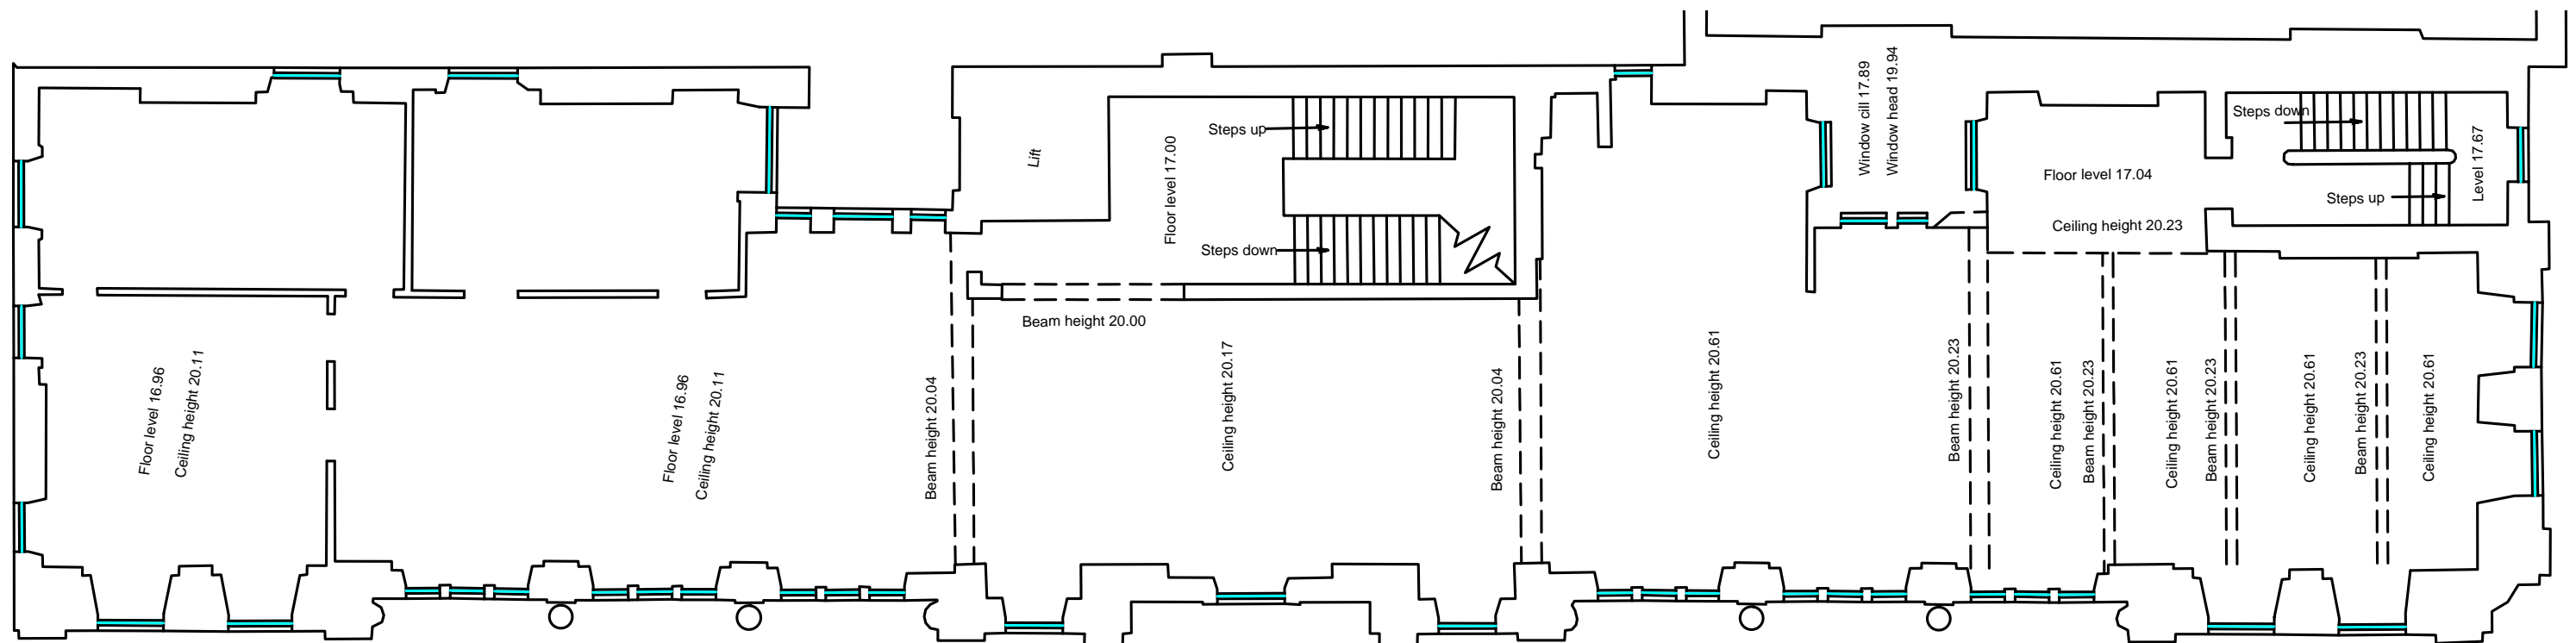 Floor level 16.96
Ceiling height 20.11
Floor level 16.96
Ceiling height 20.11
Beam height 20.04
Lift
Floor level 17.00
Steps up
Steps down
Beam height 20.00
Ceiling height 20.17
Beam height 20.04
Ceiling height 20.61
Window cill 17.89
Window head 19.94
Beam height 20.23
Floor level 17.04
Ceiling height 20.23
Steps down
Steps up
Level 17.67
Ceiling height 20.61
Beam height 20.23
Ceiling height 20.61
Beam height 20.23
Ceiling height 20.61
Beam height 20.23
Ceiling height 20.61